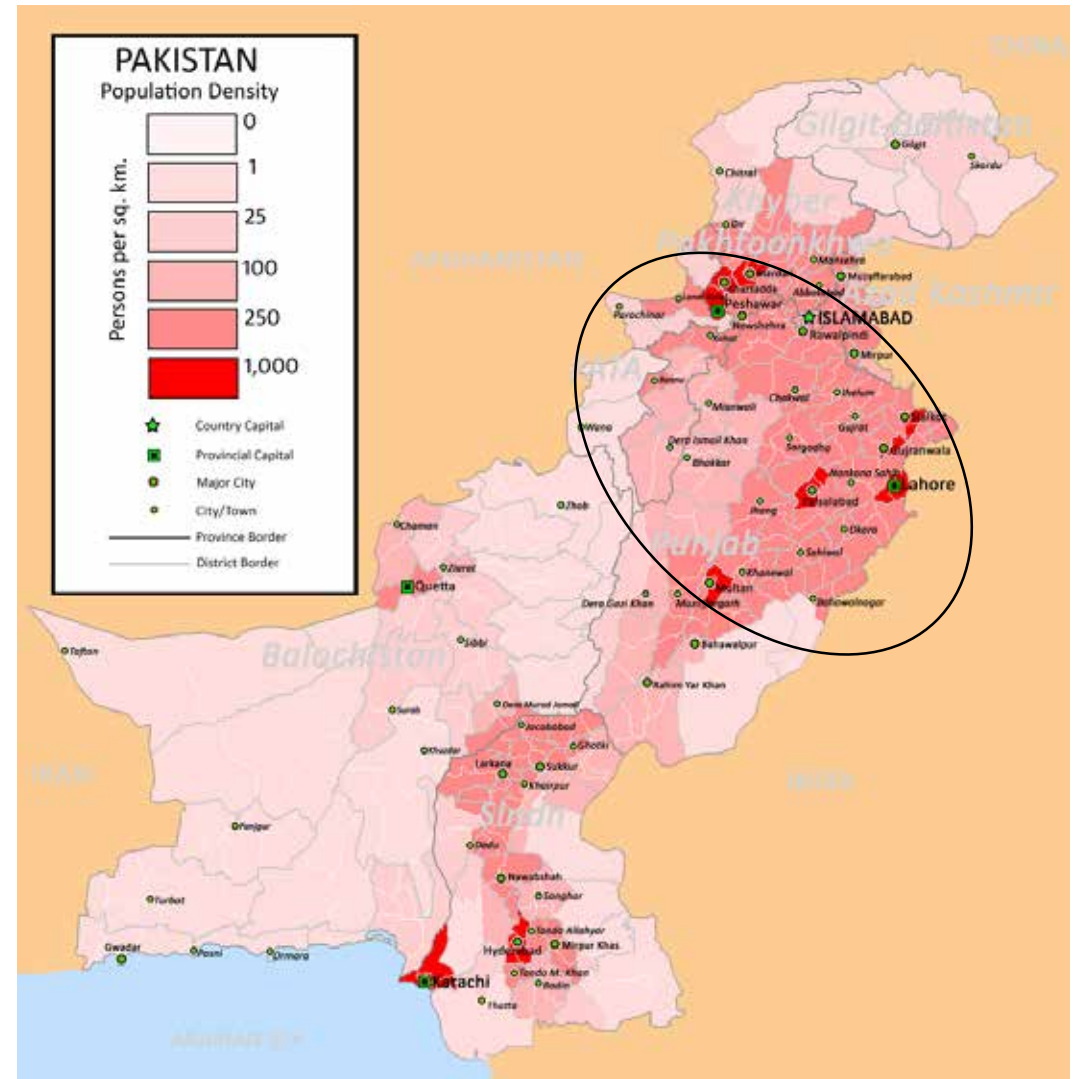 PAKISTAN
Population Density
Persons per sq. km.
0
1
25
100
250
1,000
Country Capital
Provincial Capital
Major City
City/Town
Province Border
District Border
CHINA
Gilgit-Baltistan
Gilgit
Skardu
Chitral
Khyber
Dir
Pakhtoonkhwa
AFGHANISTAN
Mansehra
Mardan
Muzafferabad
Charsadda
Abbottabad
Azad Kashmir
Peshawar
Parachinar
Nowshehra
ISLAMABAD
Rawalpindi
Kohat
Mirpur
FATA
Bannu
Chakwal
Jhelum
Mianwali
Sialkot
Gujrat
Wana
Sargodha
Dera Ismail Khan
Gujranwala
Bhakkar
Nankana Sahib
Lahore
Faisalabad
Zhob
Jhang
Chaman
Okara
Punjab
Sahiwal
Ziarat
Khanewal
Quetta
Multan
Dera Gazi Khan
Muzaffargarh
Bahawalnagar
Sibbi
Bahawalpur
Taftan
Balochistan
Rahim Yar Khan
Surab
Dera Murad Jamali
Jacobabad
Ghotki
Khuzdar
Larkana
Sukkur
IRAN
INDIA
Khairpur
Sindh
Panjgur
Dadu
Nawabshah
Sanghar
Turbat
Tando Allahyar
Gwadar
Pasni
Ormara
Hyderabad
Mirpur Khas
Karachi
Tando M. Khan
Badin
Thatta
ARABIAN SEA